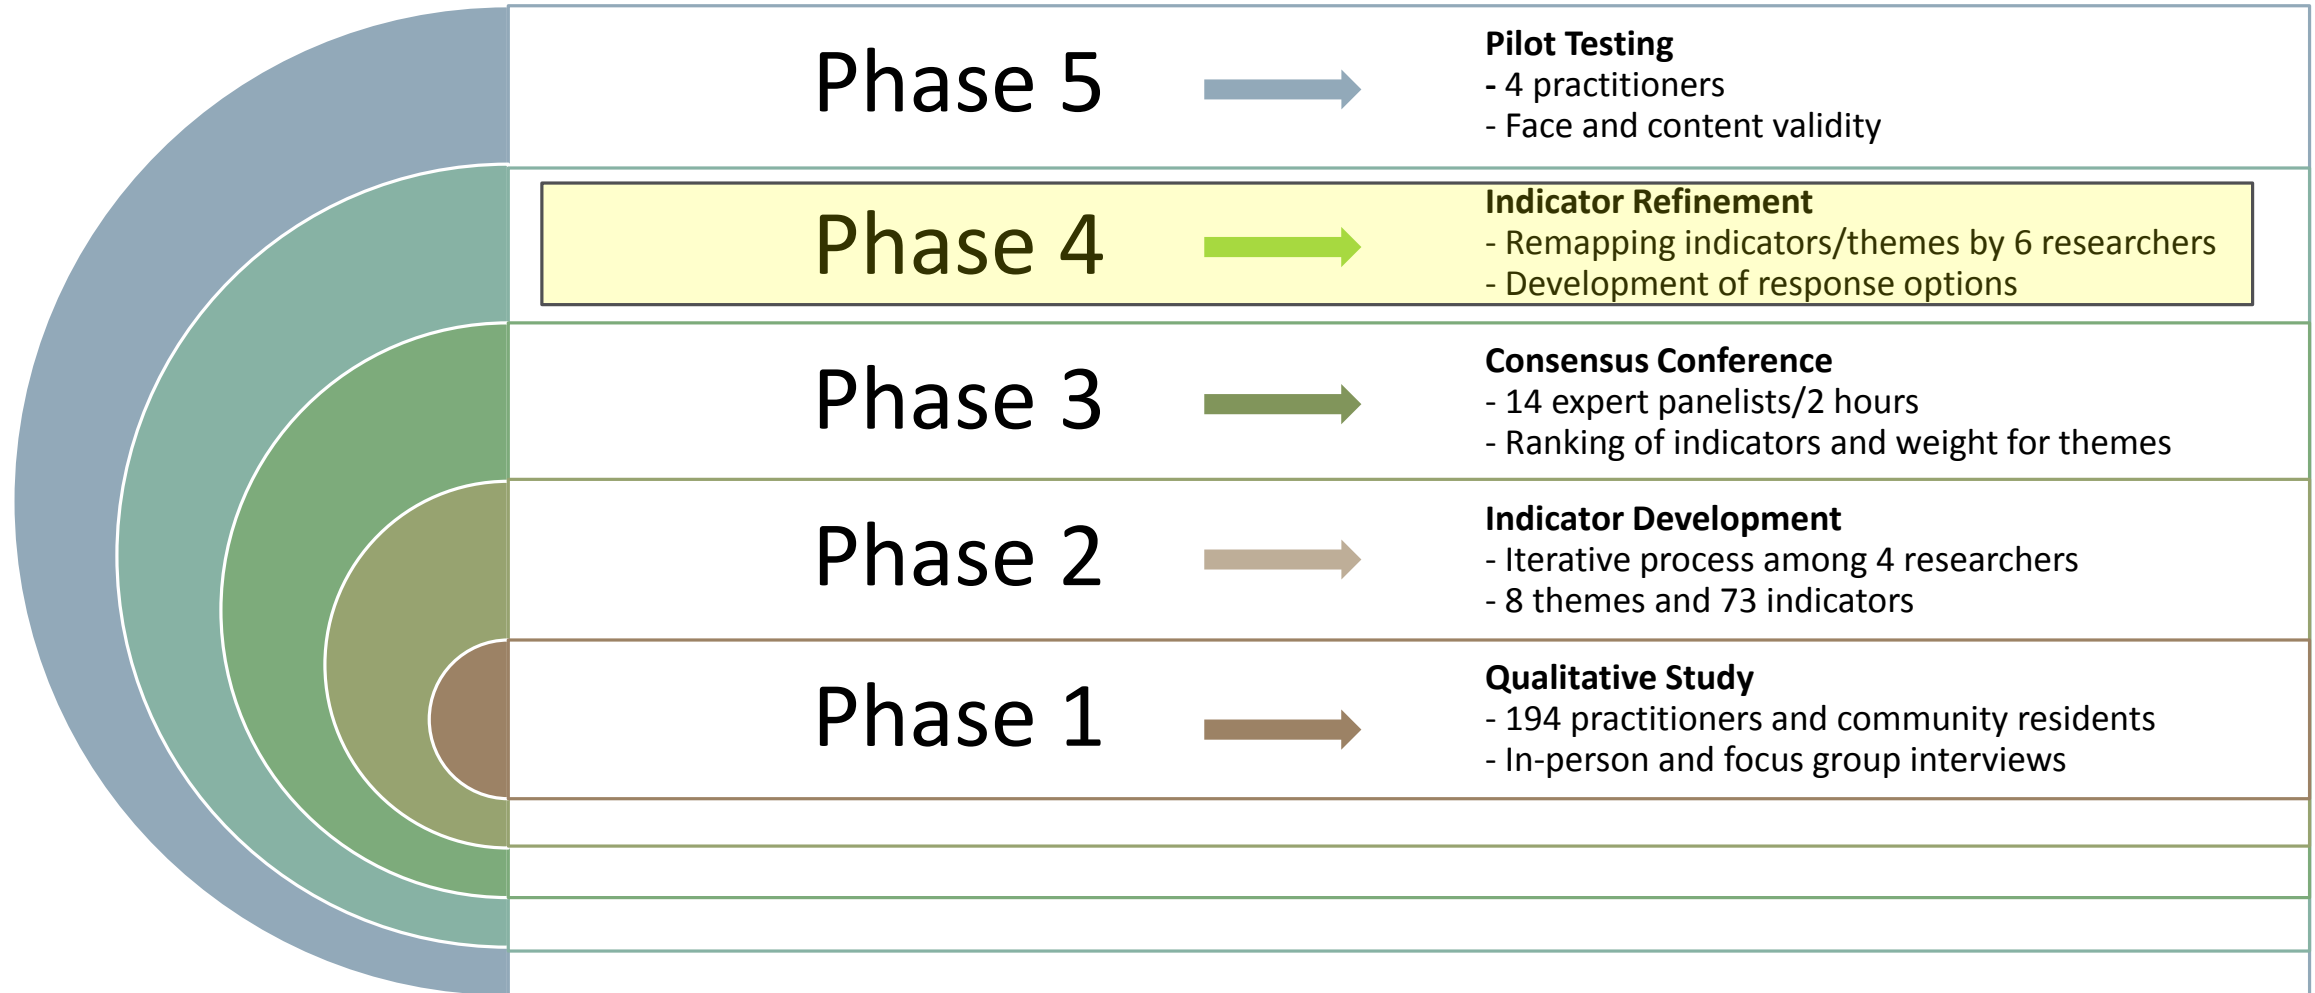 Phase 5
Pilot Testing
- 4 practitioners
- Face and content validity
Phase 4
Indicator Refinement
- Remapping indicators/themes by 6 researchers
- Development of response options
Phase 3
Consensus Conference
- 14 expert panelists/2 hours
- Ranking of indicators and weight for themes
Phase 2
Indicator Development
- Iterative process among 4 researchers
- 8 themes and 73 indicators
Phase 1
Qualitative Study
- 194 practitioners and community residents
- In-person and focus group interviews